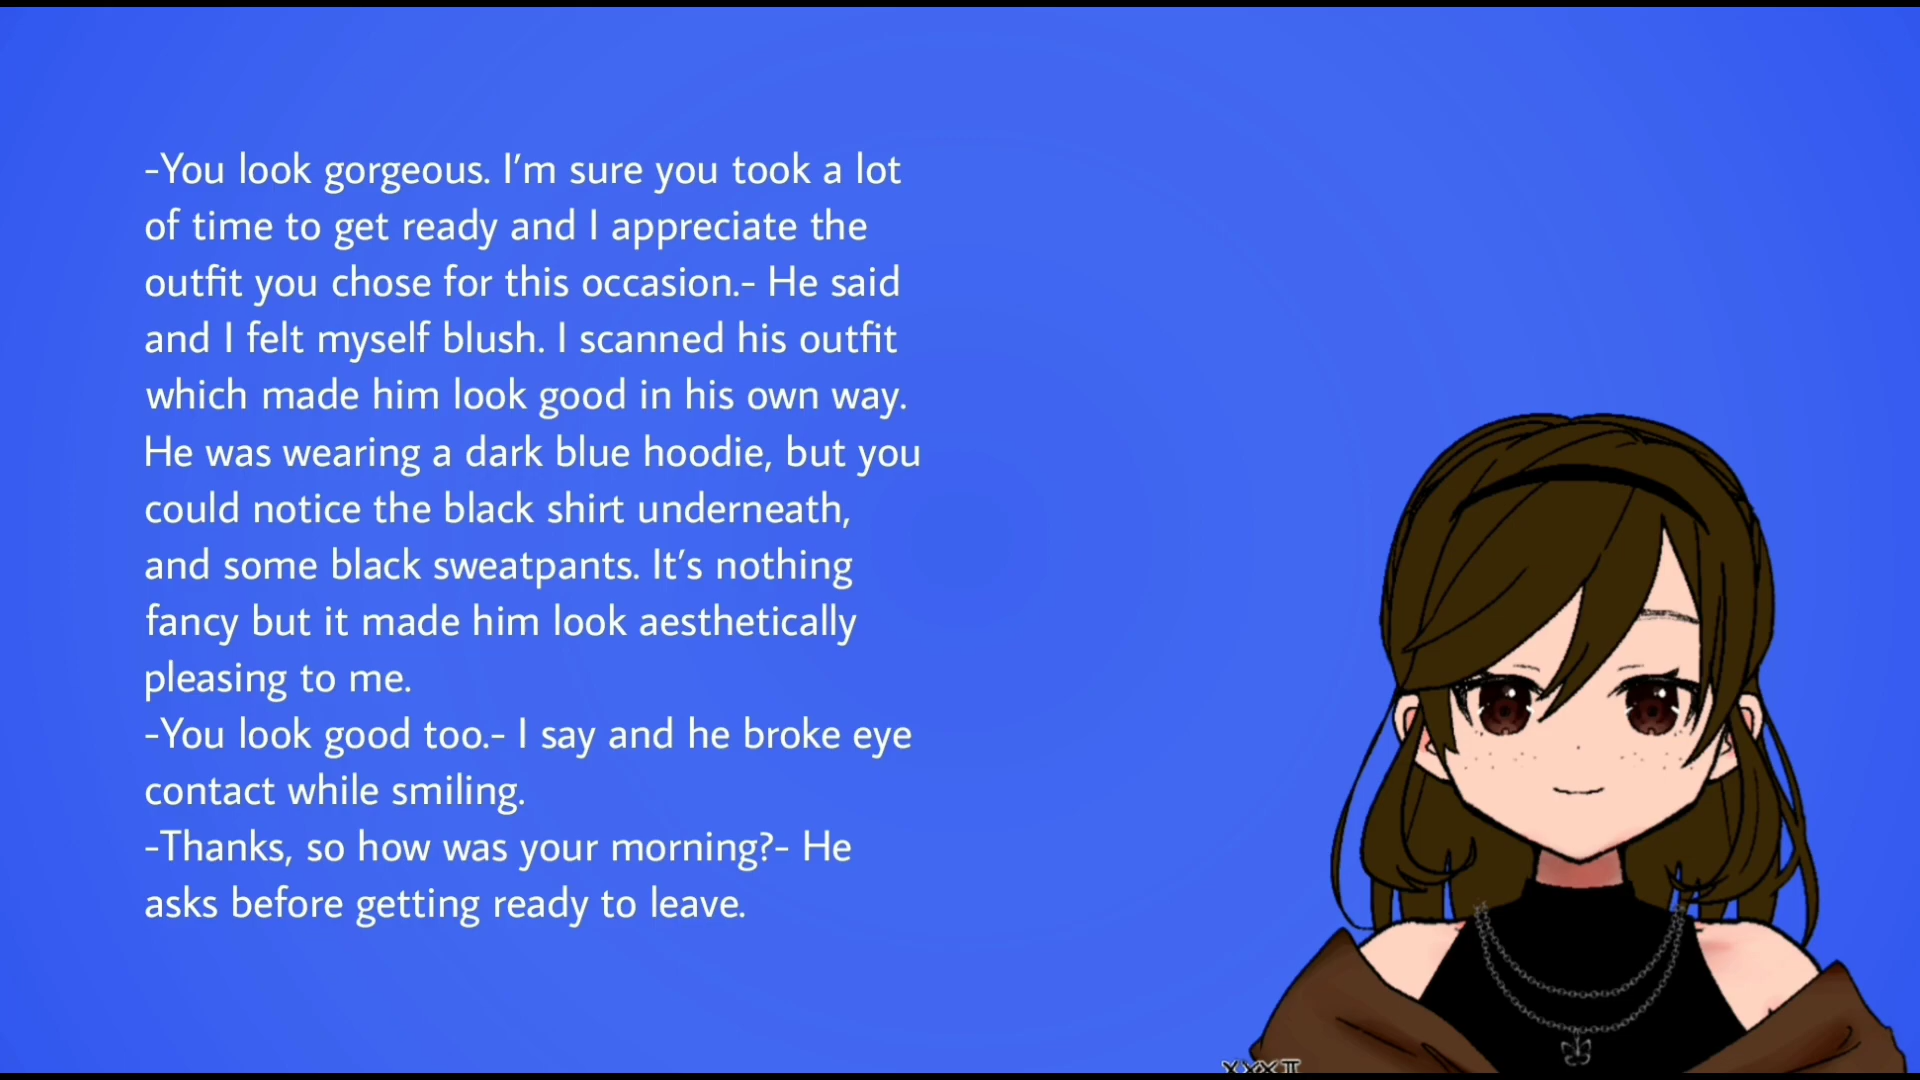 -You look gorgeous. I'm sure you took a lot
of time to get ready and I appreciate the
outfit you chose for this occasion.- He said
and I felt myself blush. I scanned his outfit
which made him look good in his own way.
He was wearing a dark blue hoodie, but you
could notice the black shirt underneath,
and some black sweatpants. It's nothing
fancy but it made him look aesthetically
pleasing to me.
-You look good too.- I say and he broke eye
contact while smiling.
-Thanks, so how was your morning?- He
asks before getting ready to leave.